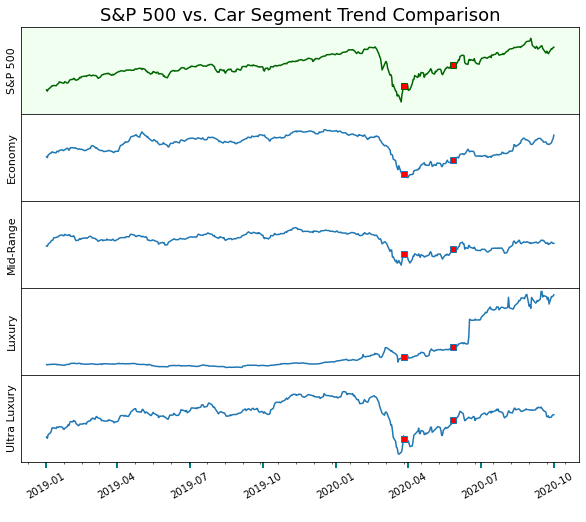 S&P 500 vs. Car Segment Trend Comparison
S&P 500
Economy
Mid-Range
Luxury
Ultra Luxury
2019-01 2019-04 2019-07 2019-10 2020-01 2020-04 2020-07 2020-10